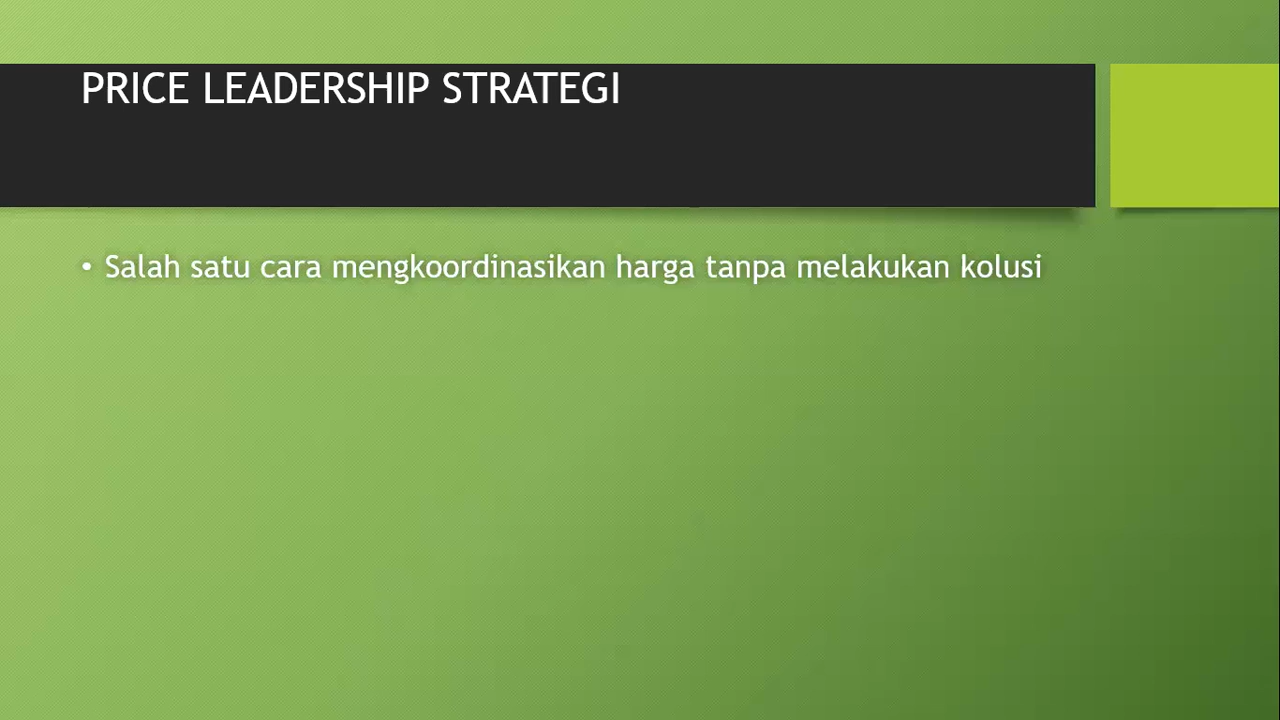 PRICE LEADERSHIP STRATEGI
• Salah satu cara mengkoordinasikan harga tanpa melakukan kolusi